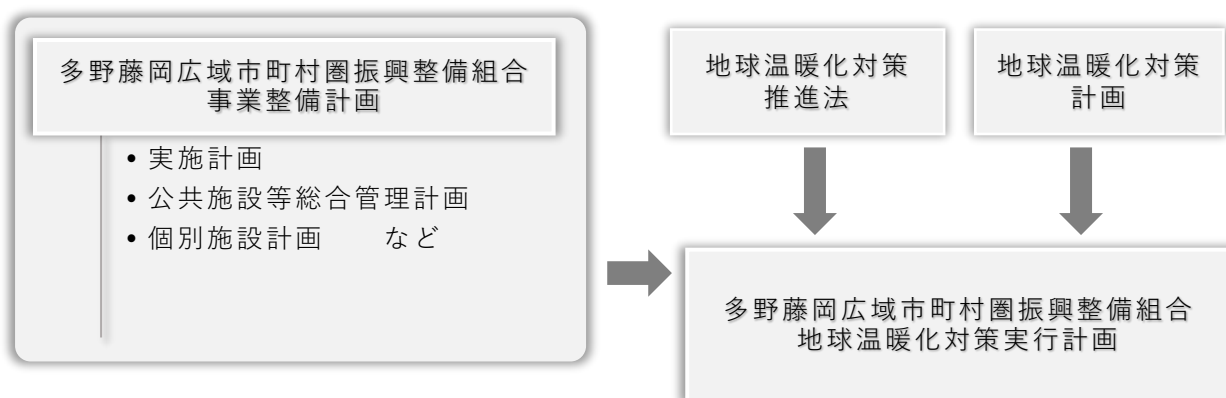 多野藤岡広域市町村圏振興整備組合
事業整備計画
• 実施計画
• 公共施設等総合管理計画
• 個別施設計画　　など
地球温暖化対策
推進法
地球温暖化対策
計画
多野藤岡広域市町村圏振興整備組合
地球温暖化対策実行計画